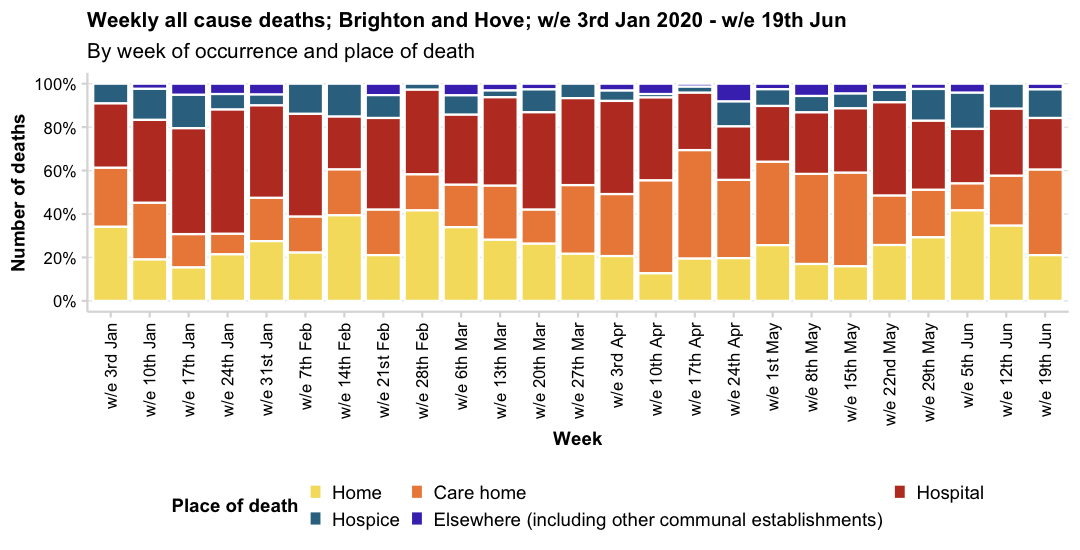 Weekly all cause deaths; Brighton and Hove; w/e 3rd Jan 2020 - w/e 19th Jun
By week of occurrence and place of death
Number of deaths
100%
80%
60%
40%
20%
0%
w/e 3rd Jan
w/e 10th Jan
w/e 17th Jan
w/e 24th Jan
w/e 31st Jan
w/e 7th Feb
w/e 14th Feb
w/e 21st Feb
w/e 28th Feb
w/e 6th Mar
w/e 13th Mar
w/e 20th Mar
w/e 27th Mar
w/e 3rd Apr
w/e 10th Apr
w/e 17th Apr
w/e 24th Apr
w/e 1st May
w/e 8th May
w/e 15th May
w/e 22nd May
w/e 29th May
w/e 5th Jun
w/e 12th Jun
w/e 19th Jun
Week
Place of death
Home Care home Hospital
Hospice Elsewhere (including other communal establishments)